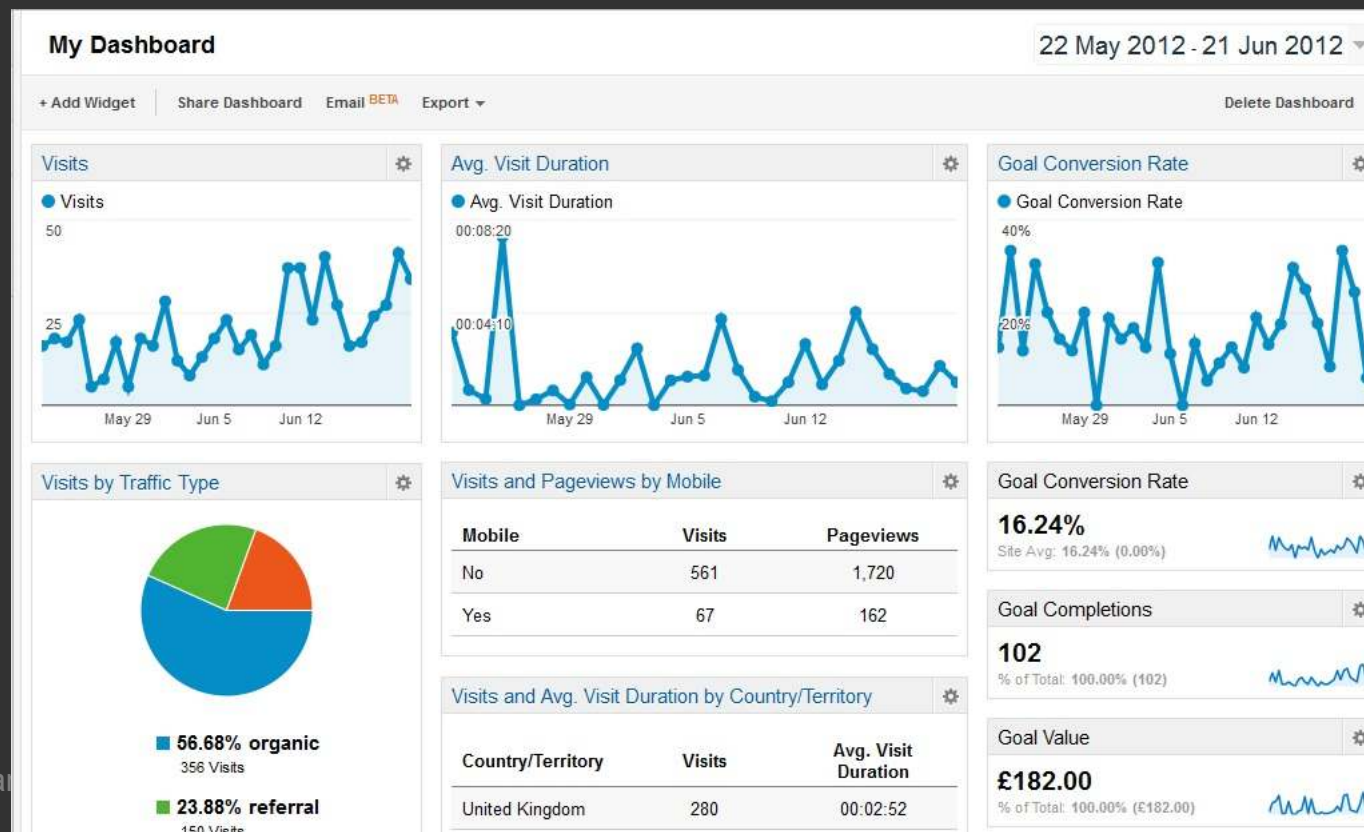 My Dashboard
22 May 2012 - 21 Jun 2012
+ Add Widget Share Dashboard Email BETA Export Delete Dashboard
Visits
Visits
50
25
May 29 Jun 5 Jun 12
Avg. Visit Duration
Avg. Visit Duration
00:08:20
00:04:10
May 29 Jun 5 Jun 12
Goal Conversion Rate
Goal Conversion Rate
40%
20%
May 29 Jun 5 Jun 12
Visits by Traffic Type
56.68% organic
356 Visits
23.88% referral
150 Visits
Visits and Pageviews by Mobile
Mobile Visits Pageviews
No 561 1,720
Yes 67 162
Visits and Avg. Visit Duration by Country/Territory
Country/Territory Visits Avg. Visit
Duration
United Kingdom 280 00:02:52
Goal Conversion Rate
16.24%
Site Avg: 16.24% (0.00%)
Goal Completions
102
% of Total: 100.00% (102)
Goal Value
£182.00
% of Total: 100.00% (£182.00)